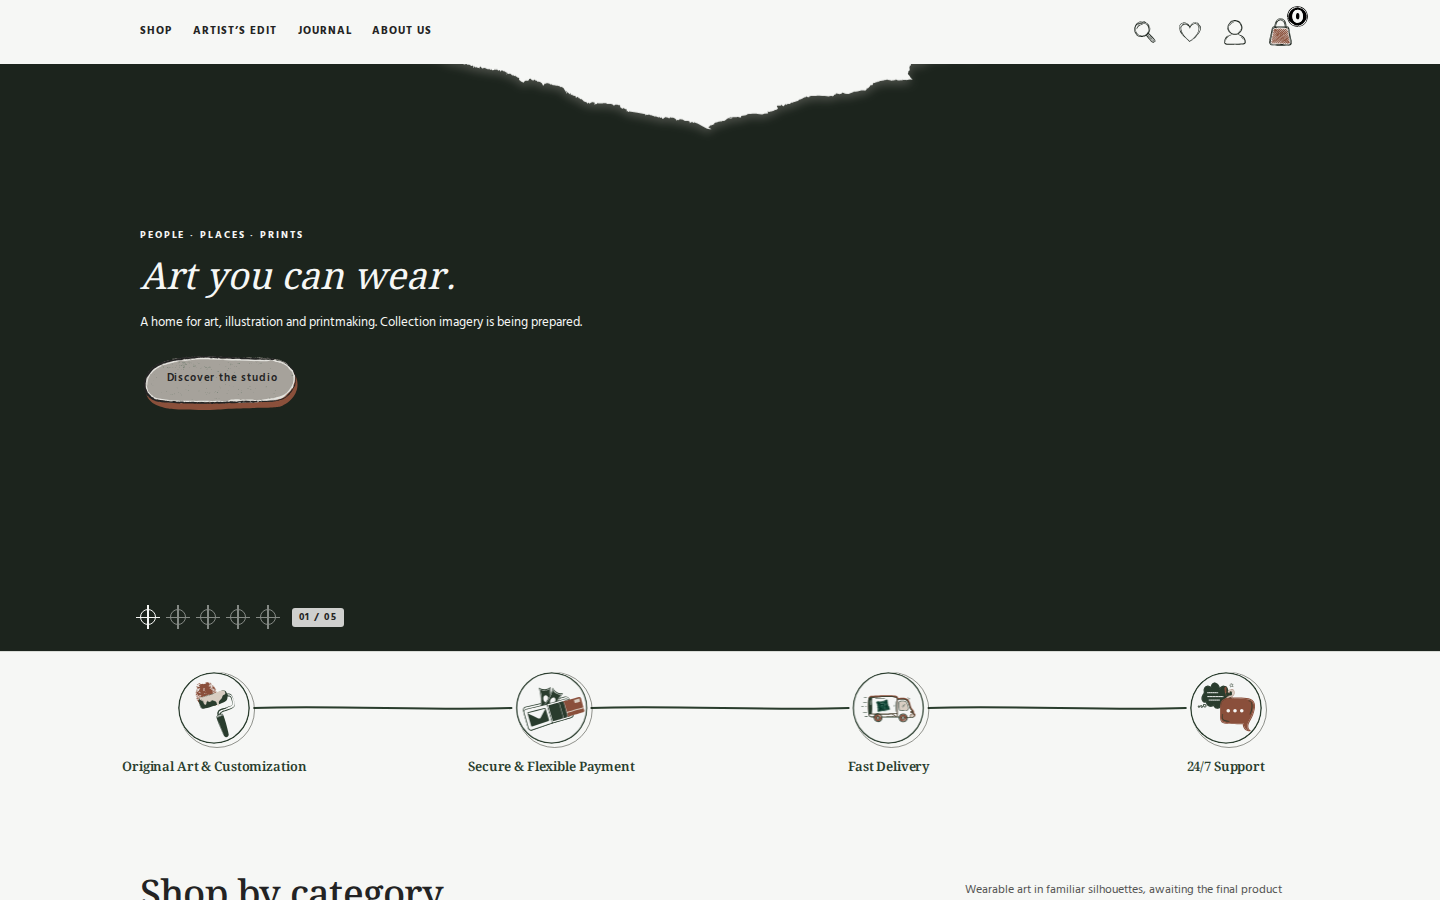 SHOP
ARTIST’S EDIT
JOURNAL
ABOUT US
0
PEOPLE · PLACES · PRINTS
Art you can wear.
A home for art, illustration and printmaking. Collection imagery is being prepared.
Discover the studio
01 / 05
Original Art & Customization
Secure & Flexible Payment
Fast Delivery
24/7 Support
Shop by category
Wearable art in familiar silhouettes, awaiting the final product